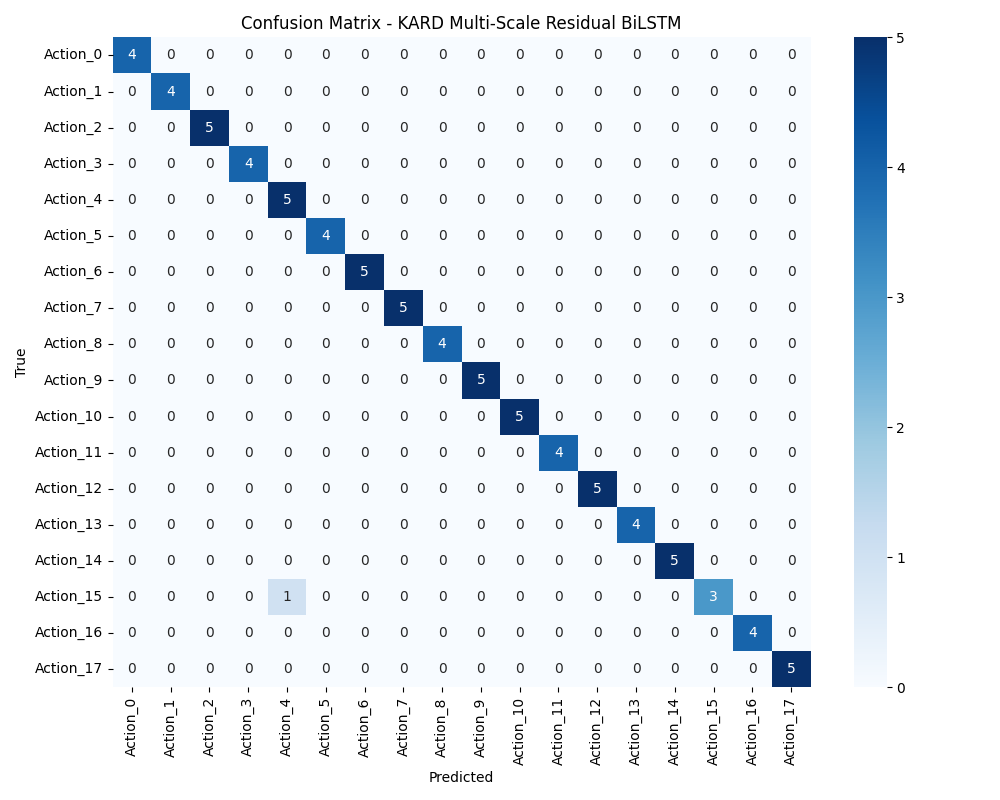 Confusion Matrix - KARD Multi-Scale Residual BiLSTM
True
Action_0 4 0 0 0 0 0 0 0 0 0 0 0 0 0 0 0 0 0
Action_1 0 4 0 0 0 0 0 0 0 0 0 0 0 0 0 0 0 0
Action_2 0 0 5 0 0 0 0 0 0 0 0 0 0 0 0 0 0 0
Action_3 0 0 0 4 0 0 0 0 0 0 0 0 0 0 0 0 0 0
Action_4 0 0 0 0 5 0 0 0 0 0 0 0 0 0 0 0 0 0
Action_5 0 0 0 0 0 4 0 0 0 0 0 0 0 0 0 0 0 0
Action_6 0 0 0 0 0 0 5 0 0 0 0 0 0 0 0 0 0 0
Action_7 0 0 0 0 0 0 0 5 0 0 0 0 0 0 0 0 0 0
Action_8 0 0 0 0 0 0 0 0 4 0 0 0 0 0 0 0 0 0
Action_9 0 0 0 0 0 0 0 0 0 5 0 0 0 0 0 0 0 0
Action_10 0 0 0 0 0 0 0 0 0 0 5 0 0 0 0 0 0 0
Action_11 0 0 0 0 0 0 0 0 0 0 0 4 0 0 0 0 0 0
Action_12 0 0 0 0 0 0 0 0 0 0 0 0 5 0 0 0 0 0
Action_13 0 0 0 0 0 0 0 0 0 0 0 0 0 4 0 0 0 0
Action_14 0 0 0 0 0 0 0 0 0 0 0 0 0 0 5 0 0 0
Action_15 0 0 0 0 1 0 0 0 0 0 0 0 0 0 0 3 0 0
Action_16 0 0 0 0 0 0 0 0 0 0 0 0 0 0 0 0 4 0
Action_17 0 0 0 0 0 0 0 0 0 0 0 0 0 0 0 0 0 5
Action_0 Action_1 Action_2 Action_3 Action_4 Action_5 Action_6 Action_7 Action_8 Action_9 Action_10 Action_11 Action_12 Action_13 Action_14 Action_15 Action_16 Action_17
Predicted
5
4
3
2
1
0